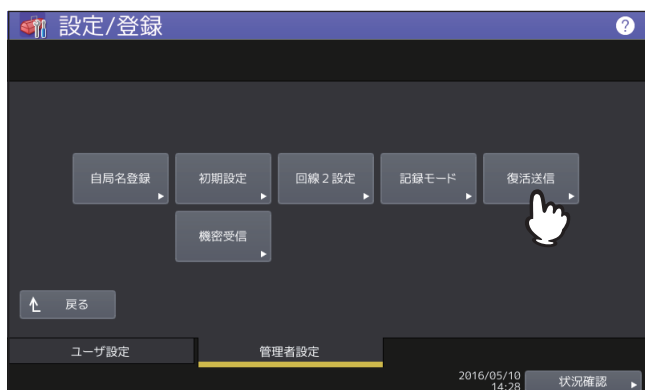 設定/登録
?
自局名登録
初期設定
回線2設定
記録モード
復活送信
機密受信
戻る
ユーザ設定
管理者設定
2016/05/10
14:28
状況確認